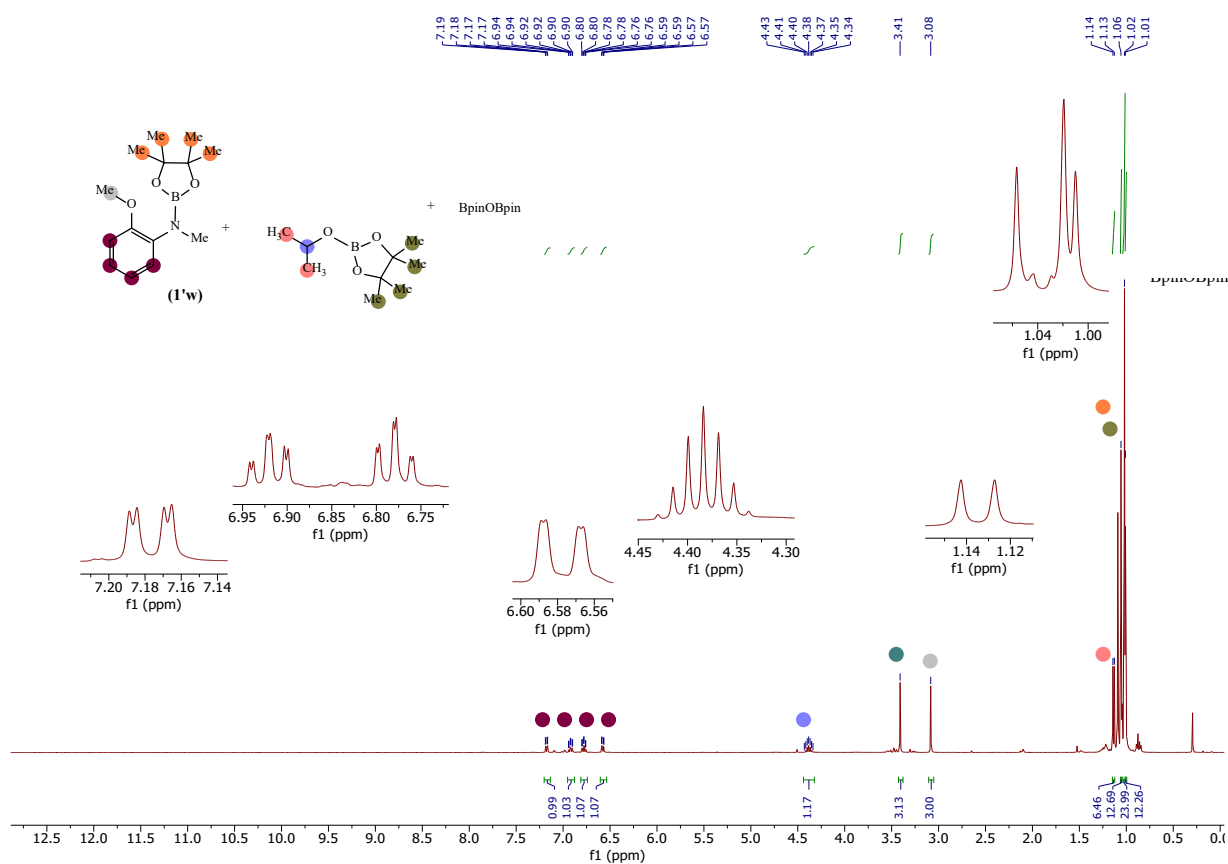 7.19 7.18 7.17 7.17 6.94 6.94 6.92 6.92 6.90 6.90 6.80 6.80 6.78 6.78 6.76 6.76 6.59 6.59 6.57 6.57
4.43 4.41 4.40 4.38 4.37 4.35 4.34
3.41
3.08
1.14 1.13 1.06 1.02 1.01
Me Me
Me Me
O O
B
Me
O
N
Me
(1'w)
+
H₃C
O
CH₃
B
O
O
Me
Me
Me
Me
+
BpinOBpin
BpinOBpin
1.04 1.00
f1 (ppm)
6.95 6.90 6.85 6.80 6.75
f1 (ppm)
7.20 7.18 7.16 7.14
f1 (ppm)
6.60 6.58 6.56
f1 (ppm)
4.45 4.40 4.35 4.30
f1 (ppm)
1.14 1.12
f1 (ppm)
0.99 1.03 1.07 1.07 1.17 3.13 3.00 6.46 12.69 23.99 12.26
12.5 12.0 11.5 11.0 10.5 10.0 9.5 9.0 8.5 8.0 7.5 7.0 6.5 6.0 5.5 5.0 4.5 4.0 3.5 3.0 2.5 2.0 1.5 1.0 0.5 0.0
f1 (ppm)